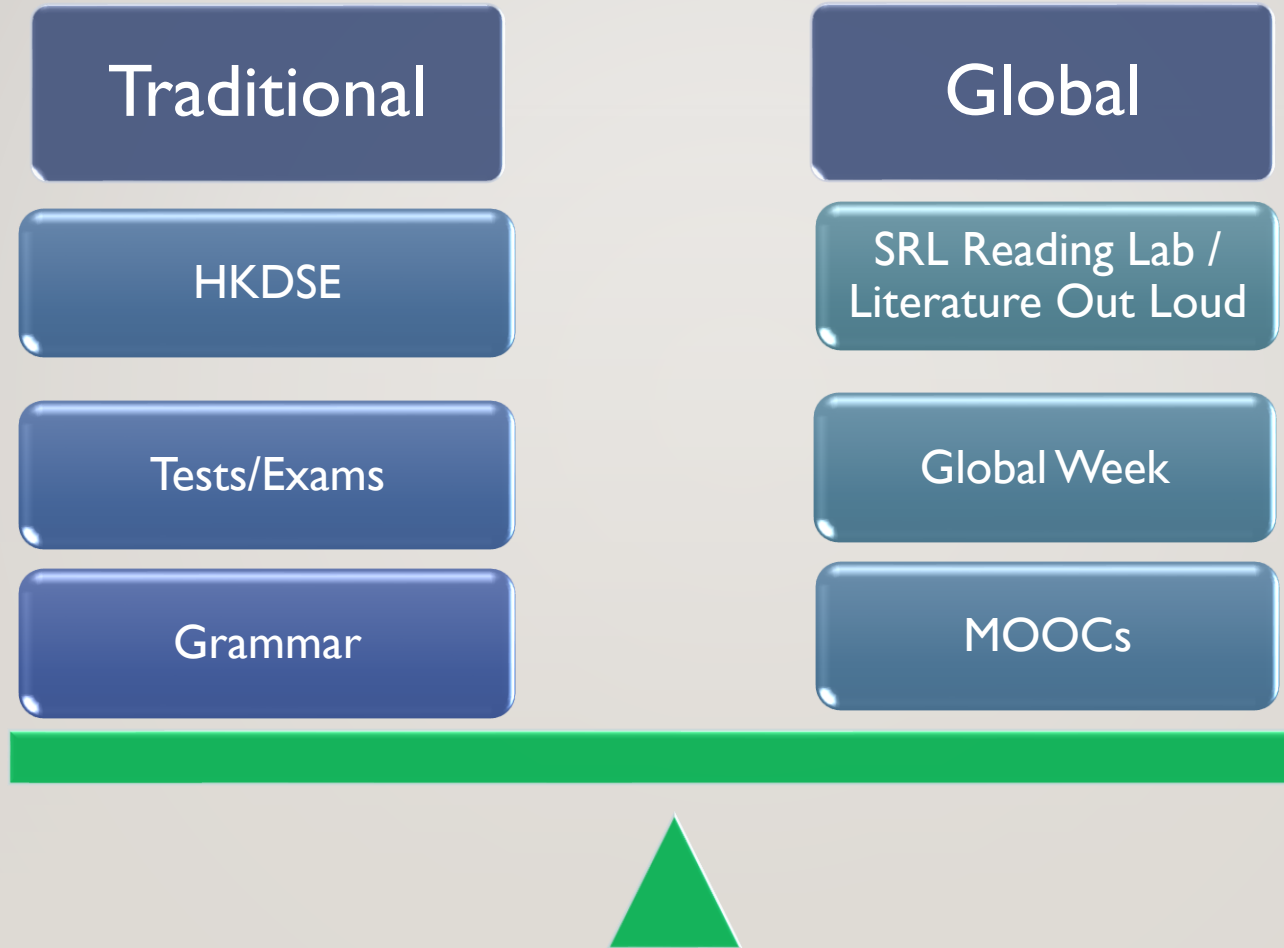 Traditional
HKDSE
Tests/Exams
Grammar
Global
SRL Reading Lab /
Literature Out Loud
Global Week
MOOCs